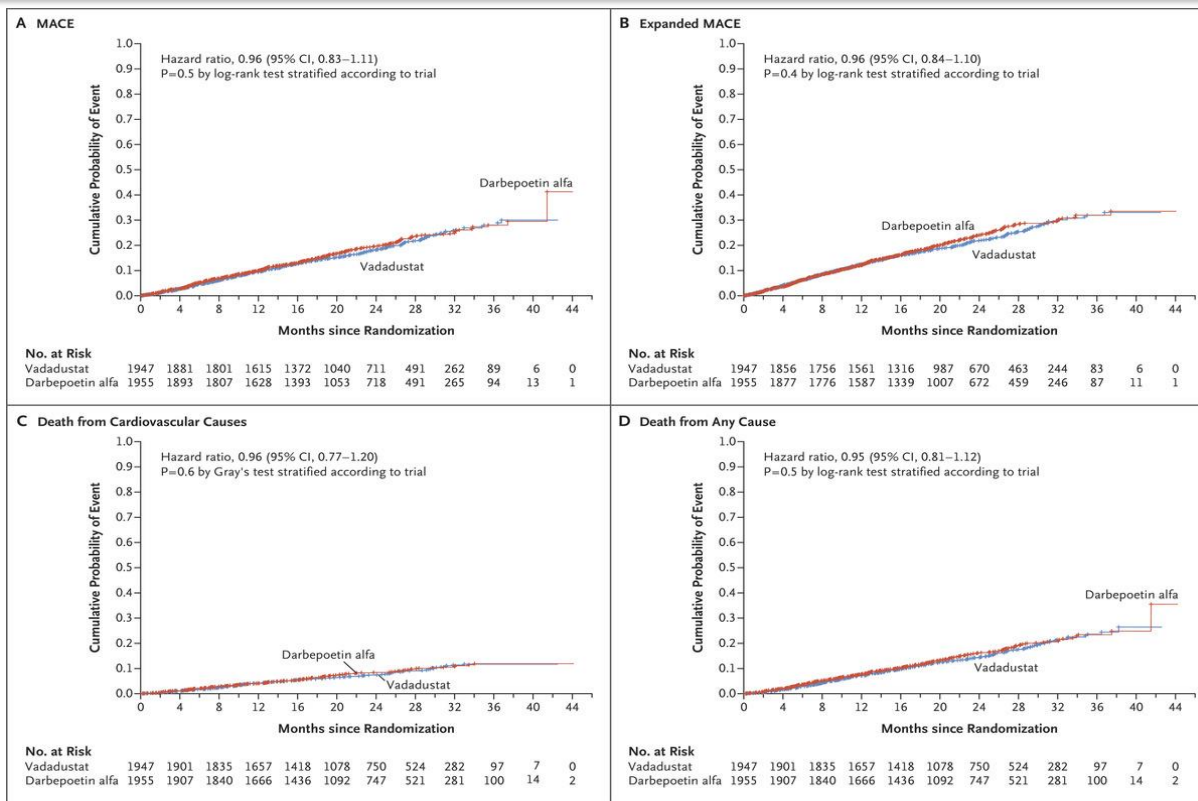 A MACE
Hazard ratio, 0.96 (95% CI, 0.83–1.11)
P=0.5 by log-rank test stratified according to trial
Cumulative Probability of Event
1.0
0.9
0.8
0.7
0.6
0.5
0.4
0.3
0.2
0.1
0.0
Darbepoetin alfa
Vadadustat
0 4 8 12 16 20 24 28 32 36 40 44
Months since Randomization
No. at Risk
Vadadustat 1947 1881 1801 1615 1372 1040 711 491 262 89 6 0
Darbepoetin alfa 1955 1893 1807 1628 1393 1053 718 491 265 94 13 1
B Expanded MACE
Hazard ratio, 0.96 (95% CI, 0.84–1.10)
P=0.4 by log-rank test stratified according to trial
Cumulative Probability of Event
1.0
0.9
0.8
0.7
0.6
0.5
0.4
0.3
0.2
0.1
0.0
Darbepoetin alfa
Vadadustat
0 4 8 12 16 20 24 28 32 36 40 44
Months since Randomization
No. at Risk
Vadadustat 1947 1856 1756 1561 1316 987 670 463 244 83 6 0
Darbepoetin alfa 1955 1877 1776 1587 1339 1007 672 459 246 87 11 1
C Death from Cardiovascular Causes
Hazard ratio, 0.96 (95% CI, 0.77–1.20)
P=0.6 by Gray's test stratified according to trial
Cumulative Probability of Event
1.0
0.9
0.8
0.7
0.6
0.5
0.4
0.3
0.2
0.1
0.0
Darbepoetin alfa
Vadadustat
0 4 8 12 16 20 24 28 32 36 40 44
Months since Randomization
No. at Risk
Vadadustat 1947 1901 1835 1657 1418 1078 750 524 282 97 7 0
Darbepoetin alfa 1955 1907 1840 1666 1436 1092 747 521 281 100 14 2
D Death from Any Cause
Hazard ratio, 0.95 (95% CI, 0.81–1.12)
P=0.5 by log-rank test stratified according to trial
Cumulative Probability of Event
1.0
0.9
0.8
0.7
0.6
0.5
0.4
0.3
0.2
0.1
0.0
Darbepoetin alfa
Vadadustat
0 4 8 12 16 20 24 28 32 36 40 44
Months since Randomization
No. at Risk
Vadadustat 1947 1901 1835 1657 1418 1078 750 524 282 97 7 0
Darbepoetin alfa 1955 1907 1840 1666 1436 1092 747 521 281 100 14 2